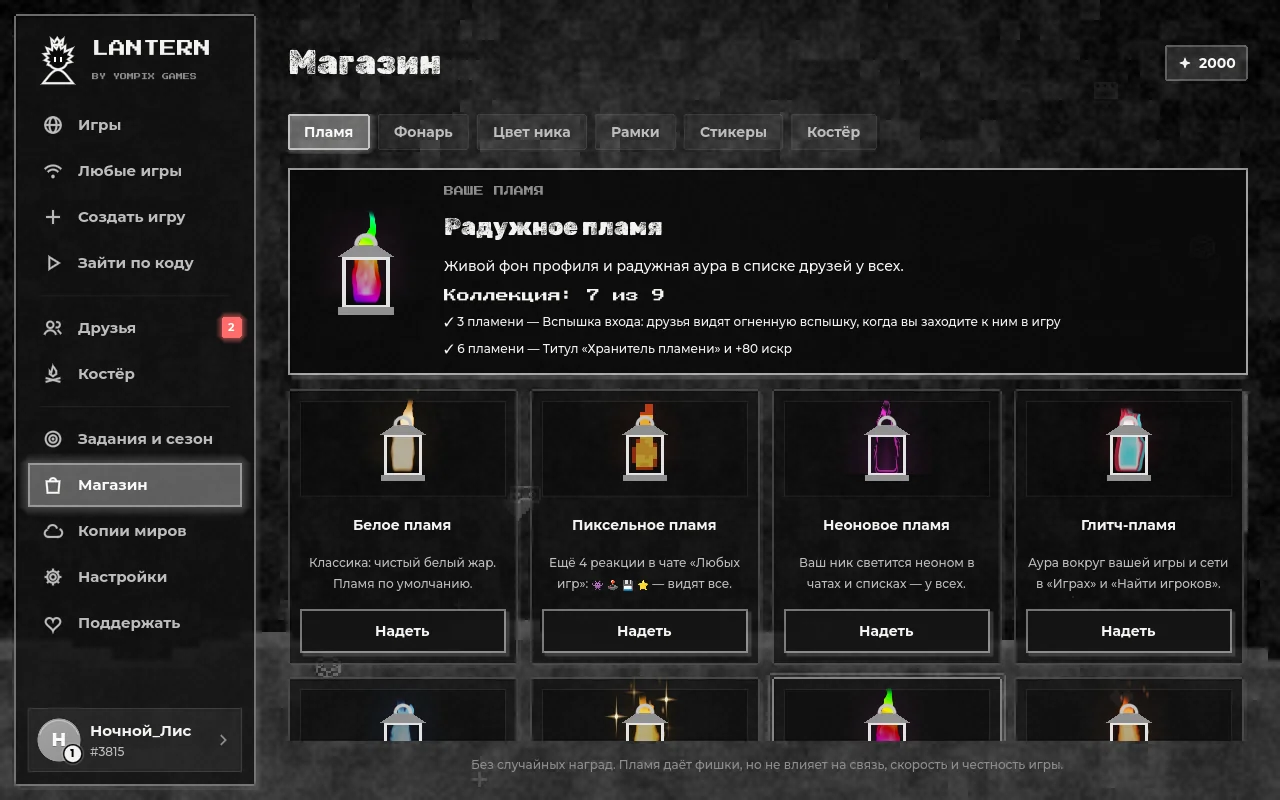 LANTERN
BY YOMPIX GAMES
Игры
Любые игры
Создать игру
Зайти по коду
Друзья
2
Костёр
Задания и сезон
Магазин
Копии миров
Настройки
Поддержать
Н
1
Ночной_Лис
#3815
Магазин
2000
Пламя
Фонарь
Цвет ника
Рамки
Стикеры
Костёр
ВАШЕ ПЛАМЯ
Радужное пламя
Живой фон профиля и радужная аура в списке друзей у всех.
Коллекция: 7 из 9
✓ 3 пламени — Вспышка входа: друзья видят огненную вспышку, когда вы заходите к ним в игру
✓ 6 пламени — Титул «Хранитель пламени» и +80 искр
Белое пламя
Классика: чистый белый жар.
Пламя по умолчанию.
Надеть
Пиксельное пламя
Ещё 4 реакции в чате «Любых
игр»: 👾 🕹️ 💾 ⭐ — видят все.
Надеть
Неоновое пламя
Ваш ник светится неоном в
чатах и списках — у всех.
Надеть
Глитч-пламя
Аура вокруг вашей игры и сети
в «Играх» и «Найти игроков».
Надеть
Без случайных наград. Пламя даёт фишки, но не влияет на связь, скорость и честность игры.